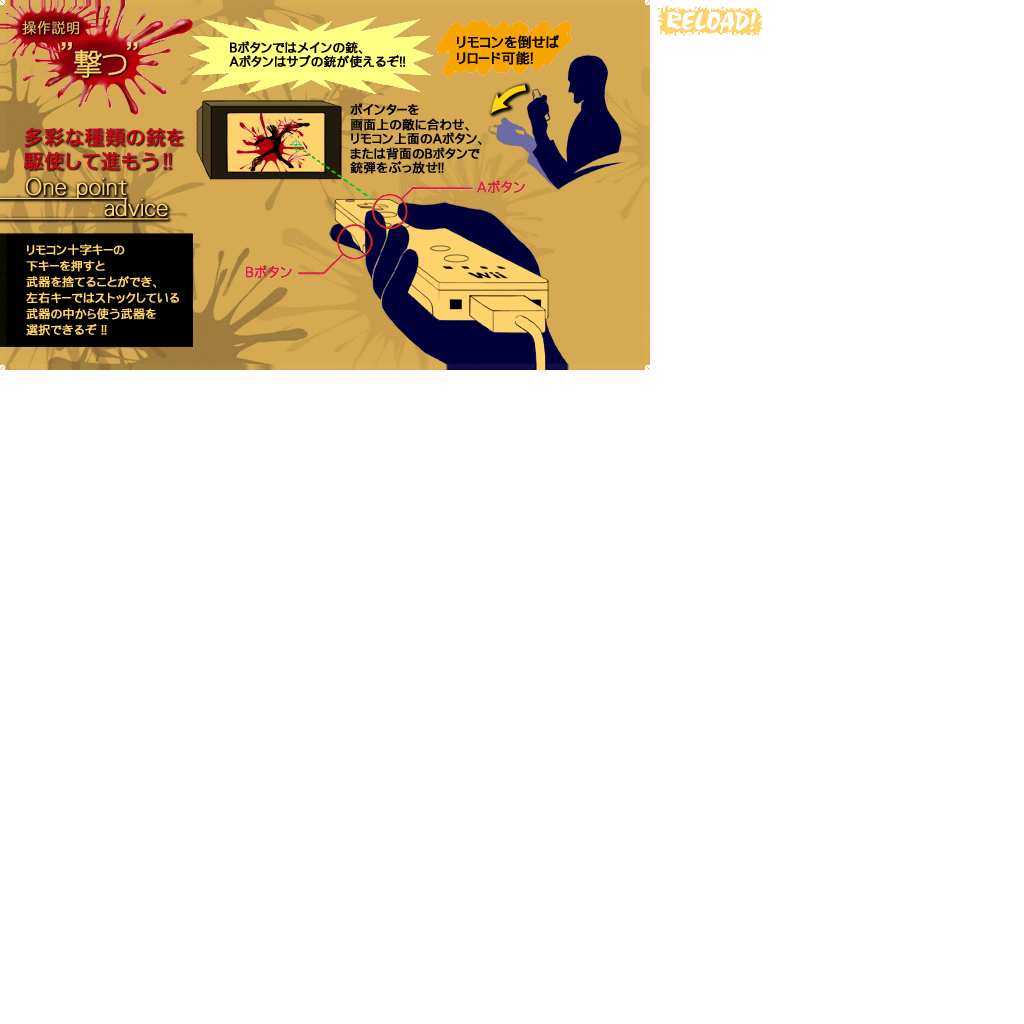 操作説明
"撃つ"
多彩な種類の銃を
駆使して進もう!!
One point
advice
リモコン十字キーの
下キーを押すと
武器を捨てることができ、
左右キーではストックしている
武器の中から使う武器を
選択できるぞ!!
Bボタンではメインの銃、
Aボタンはサブの銃が使えるぞ!!
リモコンを倒せば
リロード可能!
ポインターを
画面上の敵に合わせ、
リモコン上面のAボタン、
または背面のBボタンで
銃弾をぶっ放せ!!
Aボタン
Bボタン
Wii
RELOAD!